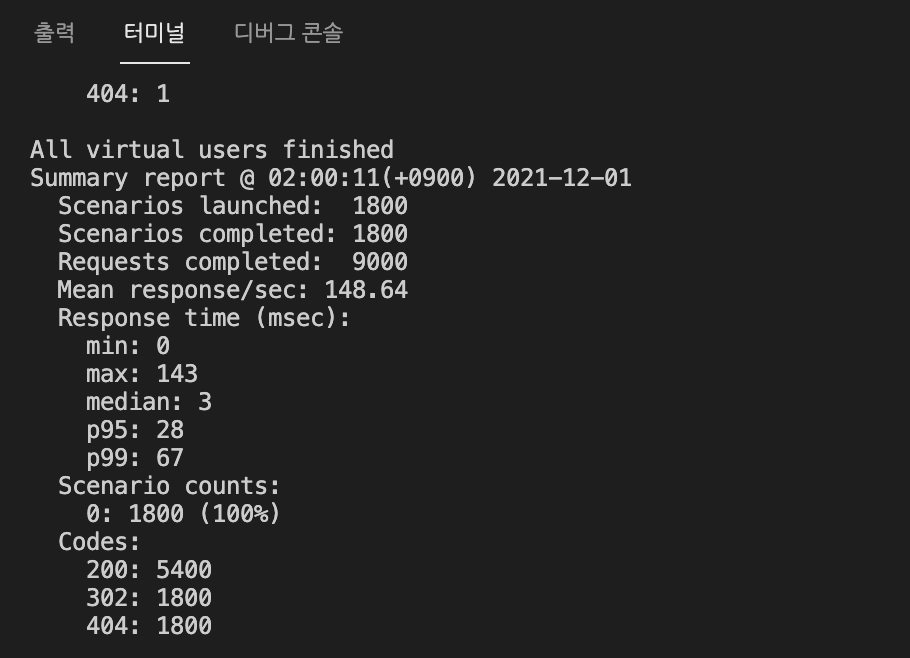 출력 터미널 디버그 콘솔
404: 1
All virtual users finished
Summary report @ 02:00:11(+0900) 2021-12-01
Scenarios launched: 1800
Scenarios completed: 1800
Requests completed: 9000
Mean response/sec: 148.64
Response time (msec):
min: 0
max: 143
median: 3
p95: 28
p99: 67
Scenario counts:
0: 1800 (100%)
Codes:
200: 5400
302: 1800
404: 1800